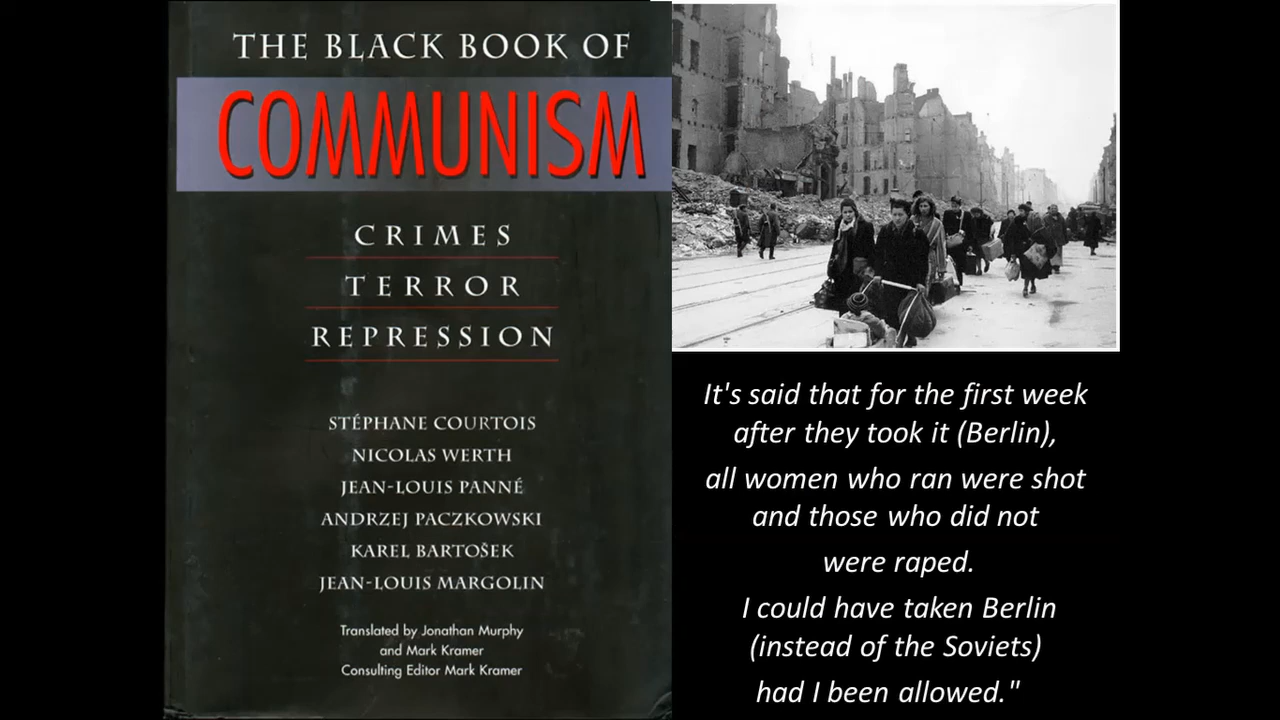 THE BLACK BOOK OF
COMMUNISM
CRIMES
TERROR
REPRESSION
STÉPHANE COURTOIS
NICOLAS WERTH
JEAN-LOUIS PANNÉ
ANDRZEJ PACZKOWSKI
KAREL BARTOŠEK
JEAN-LOUIS MARGOLIN
Translated by Jonathan Murphy
and Mark Kramer
Consulting Editor Mark Kramer
It's said that for the first week
after they took it (Berlin),
all women who ran were shot
and those who did not
were raped.
I could have taken Berlin
(instead of the Soviets)
had I been allowed."